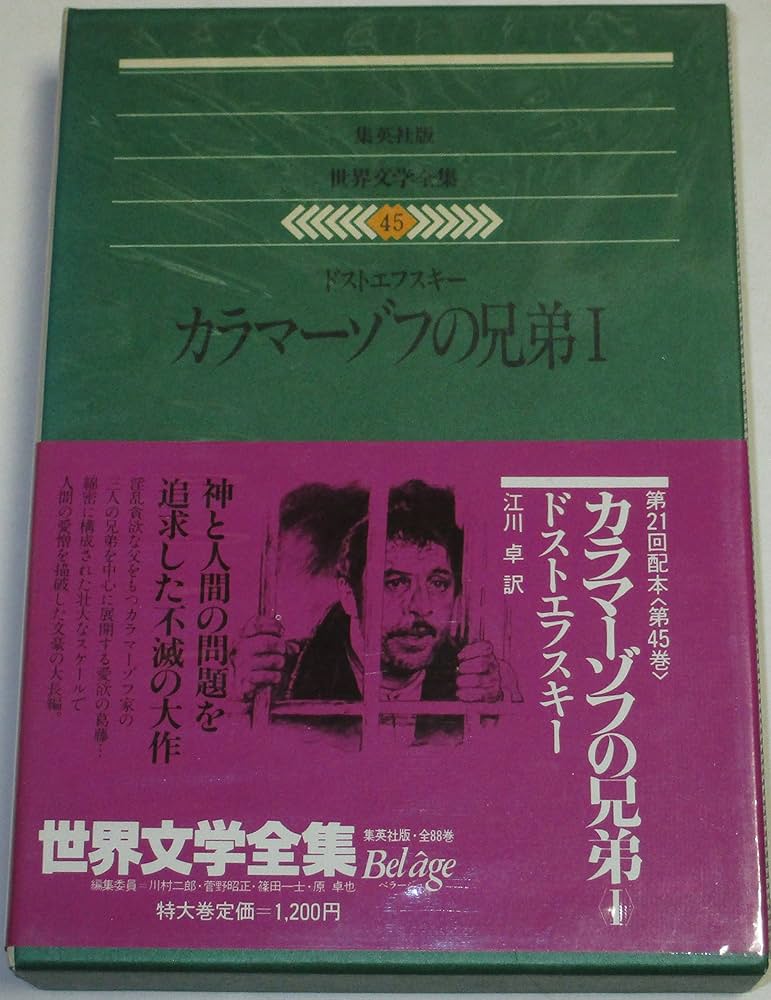 集英社版
世界文学全集
45
ドストエフスキー
カラマーゾフの兄弟 I
第21回配本〈第45巻〉
カラマーゾフの兄弟〈I〉
ドストエフスキー
江川 卓 訳
神と人間の問題を
追求した不滅の大作
淫乱貪欲な父をもつカラマーゾフ家の
三人の兄弟を中心に展開する愛欲の葛藤…
綿密に構成された壮大なスケールで
人間の愛憎を描破した文豪の大長編。
世界文学全集
集英社版・全88巻
Bel âge
ベラージュ
編集委員=川村二郎・菅野昭正・篠田一士・原 卓也
特大巻定価=1,200円